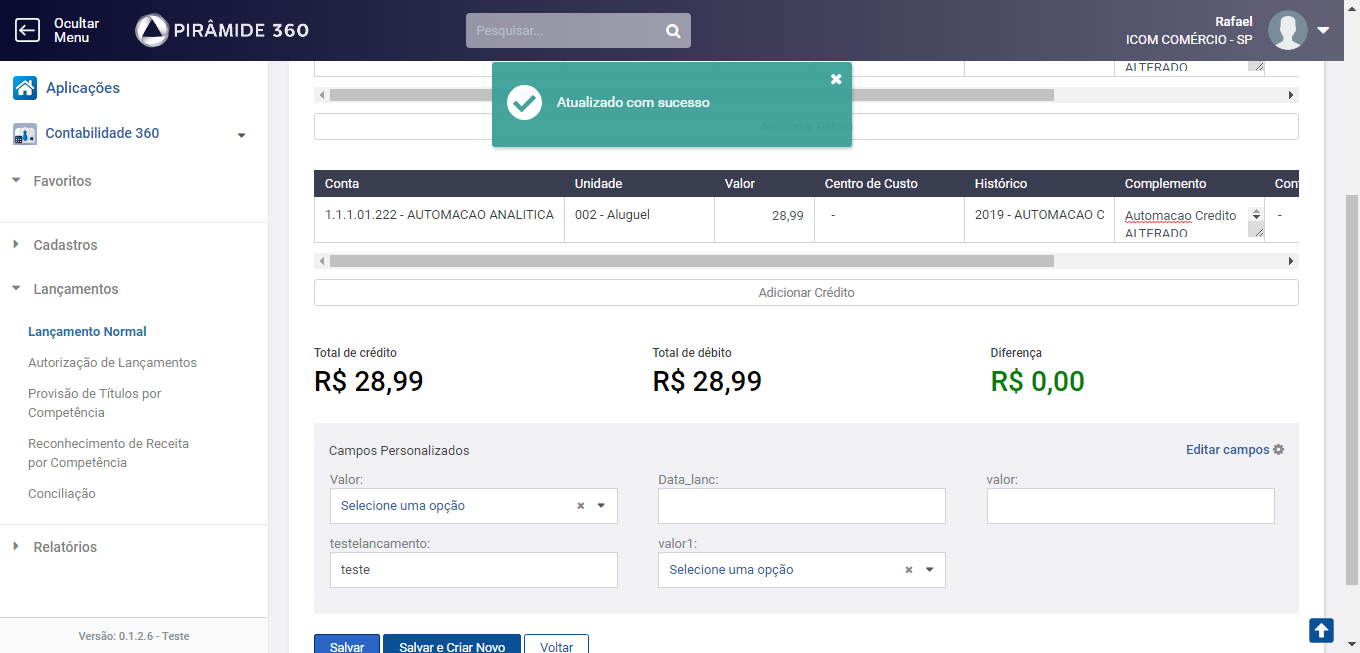 Ocultar
Menu
PIRÂMIDE 360
Pesquisar...
Rafael
ICOM COMÉRCIO - SP
Aplicações
Contabilidade 360
Favoritos
Cadastros
Lançamentos
Lançamento Normal
Autorização de Lançamentos
Provisão de Títulos por
Competência
Reconhecimento de Receita
por Competência
Conciliação
Relatórios
Versão: 0.1.2.6 - Teste
ALTERADO
Atualizado com sucesso
Adicionar Débito
Conta Unidade Valor Centro de Custo Histórico Complemento Con
1.1.1.01.222 - AUTOMACAO ANALITICA 002 - Aluguel 28,99 - 2019 - AUTOMACAO C Automacao Credito -
ALTERADO
Adicionar Crédito
Total de crédito Total de débito Diferença
R$ 28,99 R$ 28,99 R$ 0,00
Campos Personalizados Editar campos
Valor: Data_lanc: valor:
Selecione uma opção
testelancamento: valor1:
teste Selecione uma opção
Salvar Salvar e Criar Novo Voltar